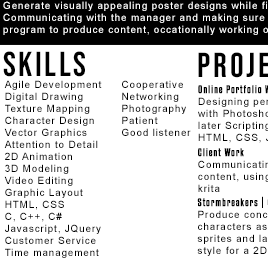 Generate visually appealing poster designs while fi
Communicating with the manager and making sure
program to produce content, occationally working o
SKILLS
Agile Development
Digital Drawing
Texture Mapping
Character Design
Vector Graphics
Attention to Detail
2D Animation
3D Modeling
Video Editing
Graphic Layout
HTML, CSS
C, C++, C#
Javascript, JQuery
Customer Service
Time management
Cooperative
Networking
Photography
Patient
Good listener
PROJE
Online Portfolio W
Designing per
with Photosho
later Scriptin
HTML, CSS, J
Client Work
Communicatin
content, using
krita
Stormbreakers |
Produce conc
characters as
sprites and la
style for a 2D